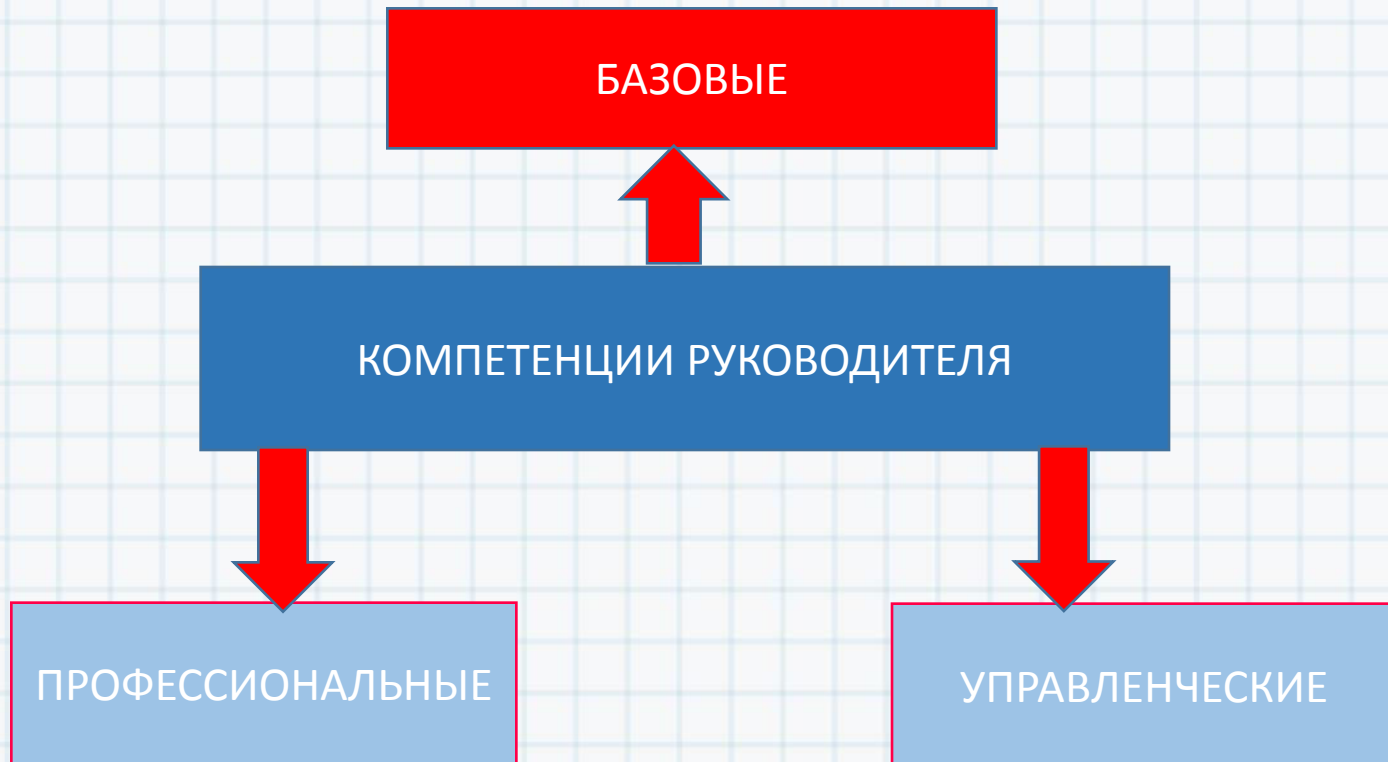 БАЗОВЫЕ
КОМПЕТЕНЦИИ РУКОВОДИТЕЛЯ
ПРОФЕССИОНАЛЬНЫЕ
УПРАВЛЕНЧЕСКИЕ